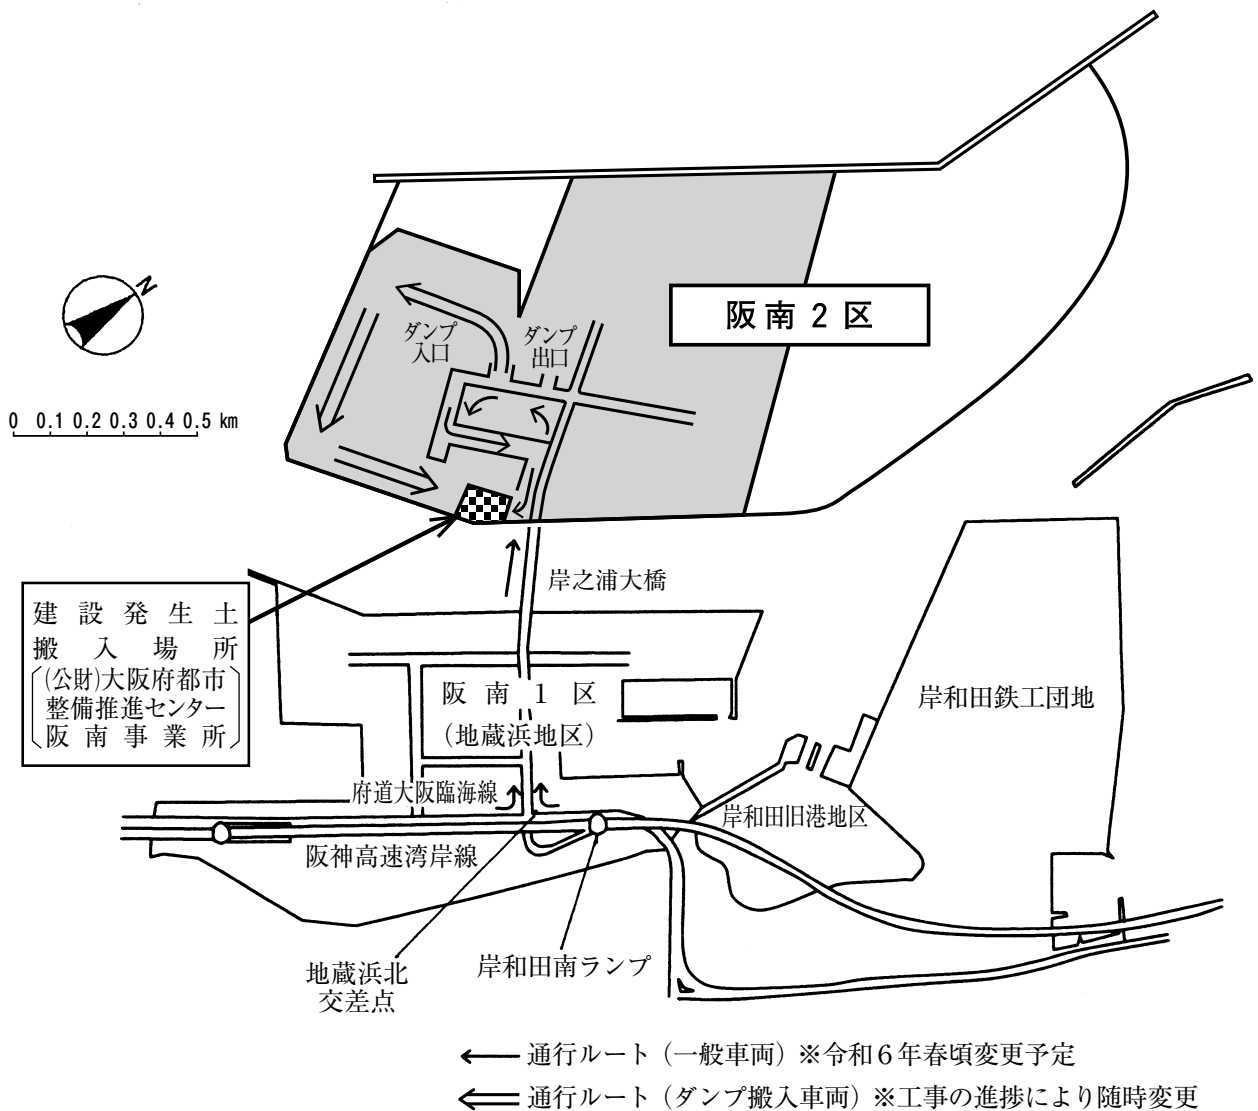 N
阪南２区
ダンプ
入口
ダンプ
出口
0 0.1 0.2 0.3 0.4 0.5 km
岸之浦大橋
建設発生土
搬入場所
(公財)大阪府都市
整備推進センター
阪南事業所
阪南１区
（地蔵浜地区）
岸和田鉄工団地
府道大阪臨海線
岸和田旧港地区
阪神高速湾岸線
地蔵浜北
交差点
岸和田南ランプ
通行ルート（一般車両）※令和６年春頃変更予定
通行ルート（ダンプ搬入車両）※工事の進捗により随時変更